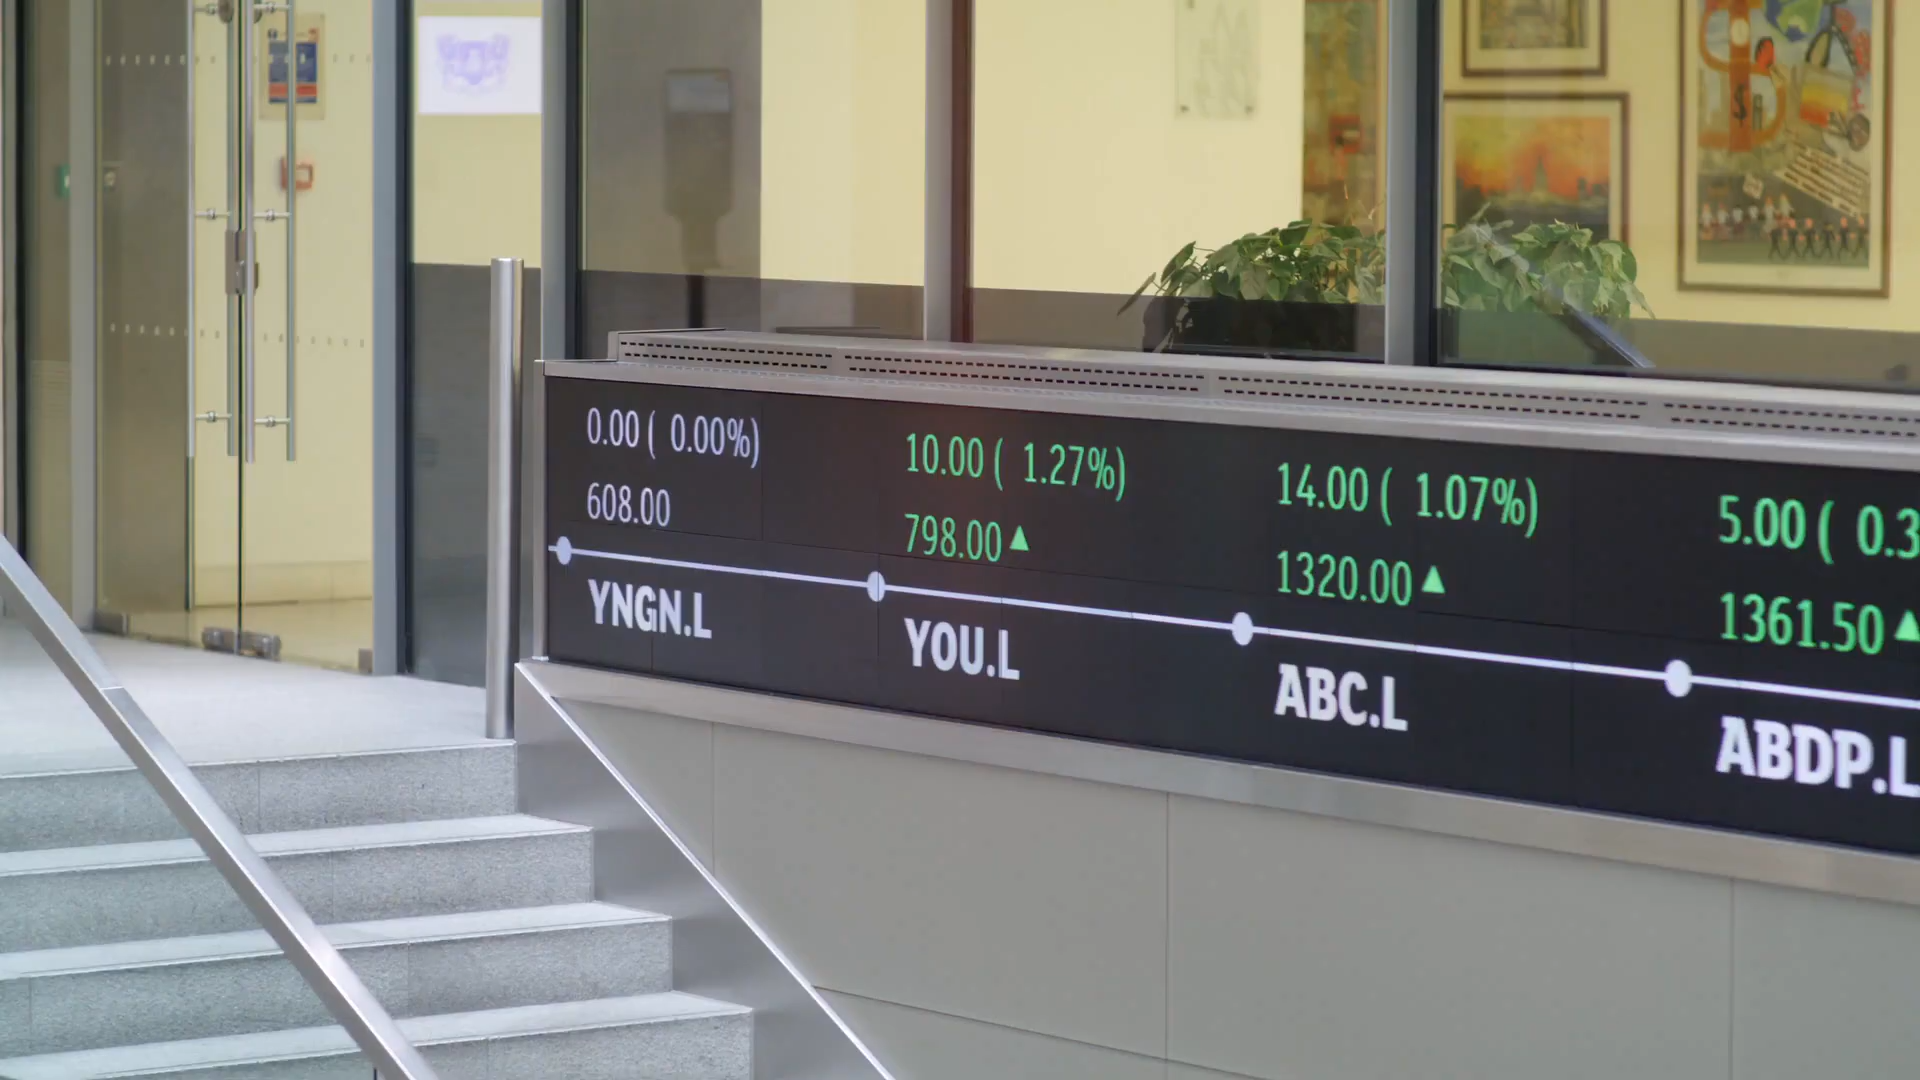 0.00 ( 0.00%)
608.00
YNGN.L
10.00 ( 1.27%)
798.00▲
YOU.L
14.00 ( 1.07%)
1320.00▲
ABC.L
5.00 ( 0.3
1361.50▲
ABDP.L